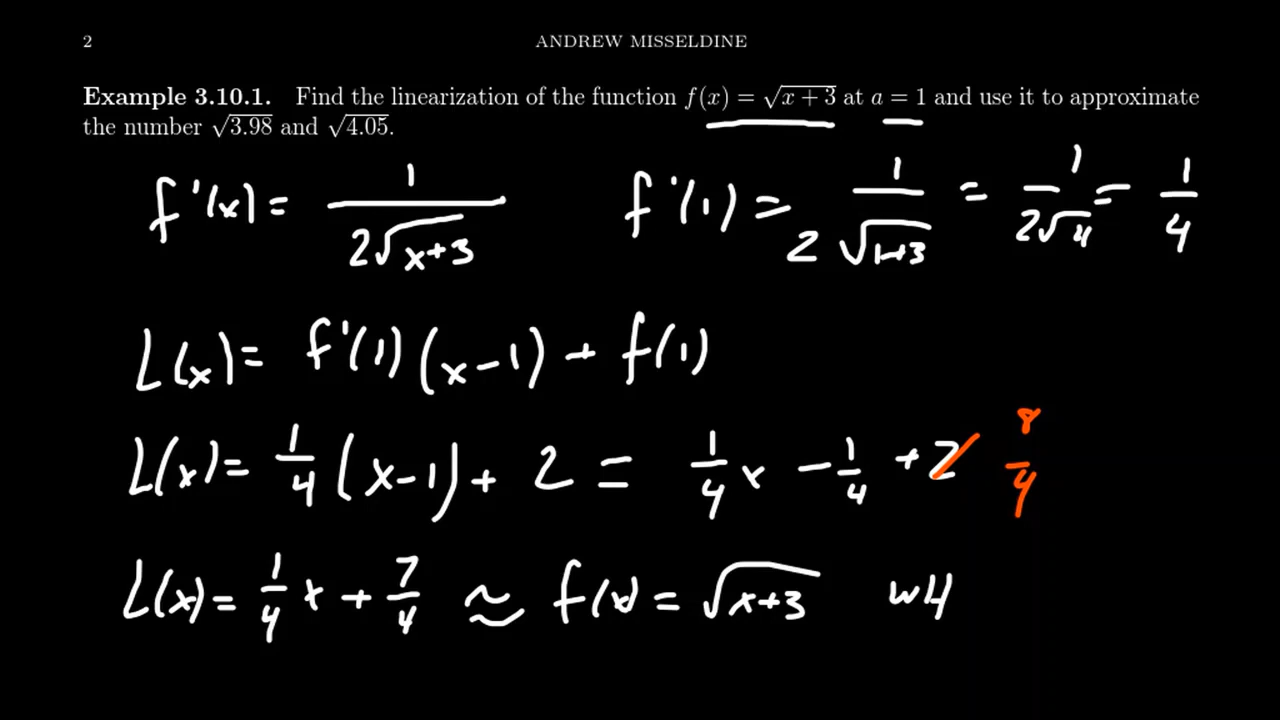 2 ANDREW MISSELDINE
Example 3.10.1. Find the linearization of the function f(x) = √(x + 3) at a = 1 and use it to approximate
the number √3.98 and √4.05.
f'(x) = 1/(2√(x+3)) f'(1) = 1/(2√(1+3)) = 1/(2√4) = 1/4
L(x) = f'(1)(x-1) + f(1)
L(x) = 1/4 (x-1) + 2 = 1/4 x - 1/4 + 2 8/4
L(x) = 1/4 x + 7/4 ≈ f(x) = √(x+3)